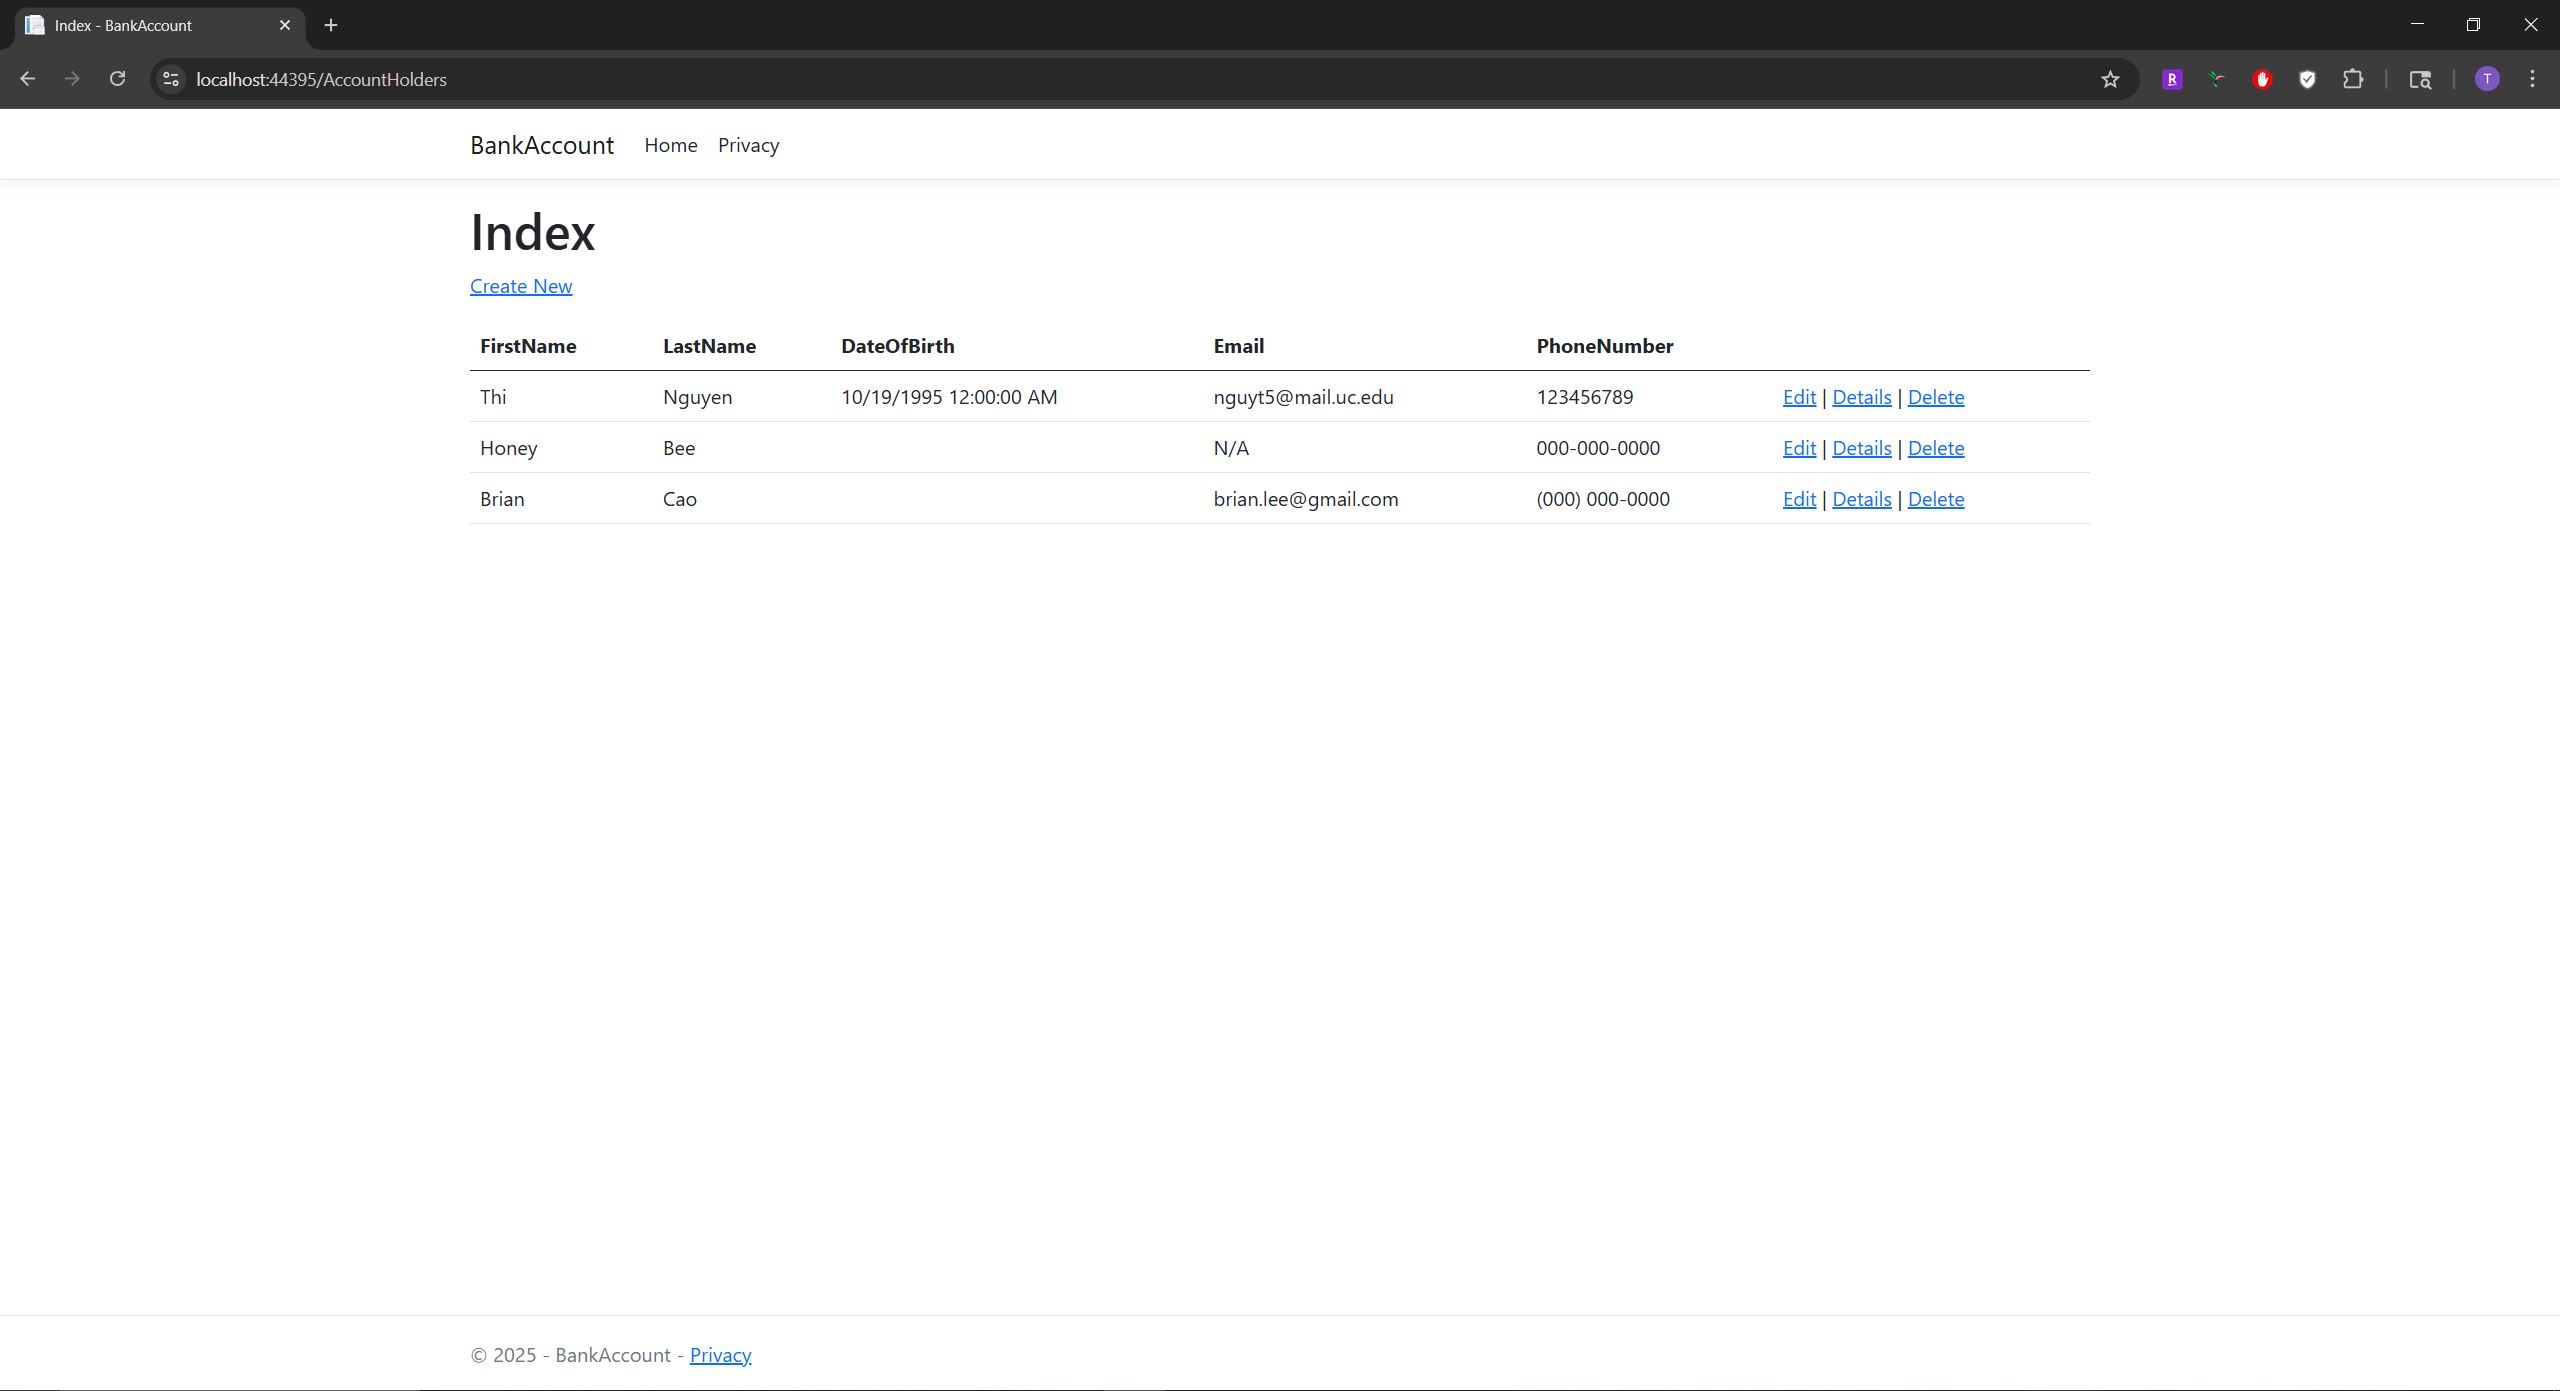 Index - BankAccount
localhost:44395/AccountHolders
R
T
BankAccount Home Privacy
Index
Create New
FirstName LastName DateOfBirth Email PhoneNumber
Thi Nguyen 10/19/1995 12:00:00 AM nguyt5@mail.uc.edu 123456789 Edit | Details | Delete
Honey Bee N/A 000-000-0000 Edit | Details | Delete
Brian Cao brian.lee@gmail.com (000) 000-0000 Edit | Details | Delete
© 2025 - BankAccount - Privacy